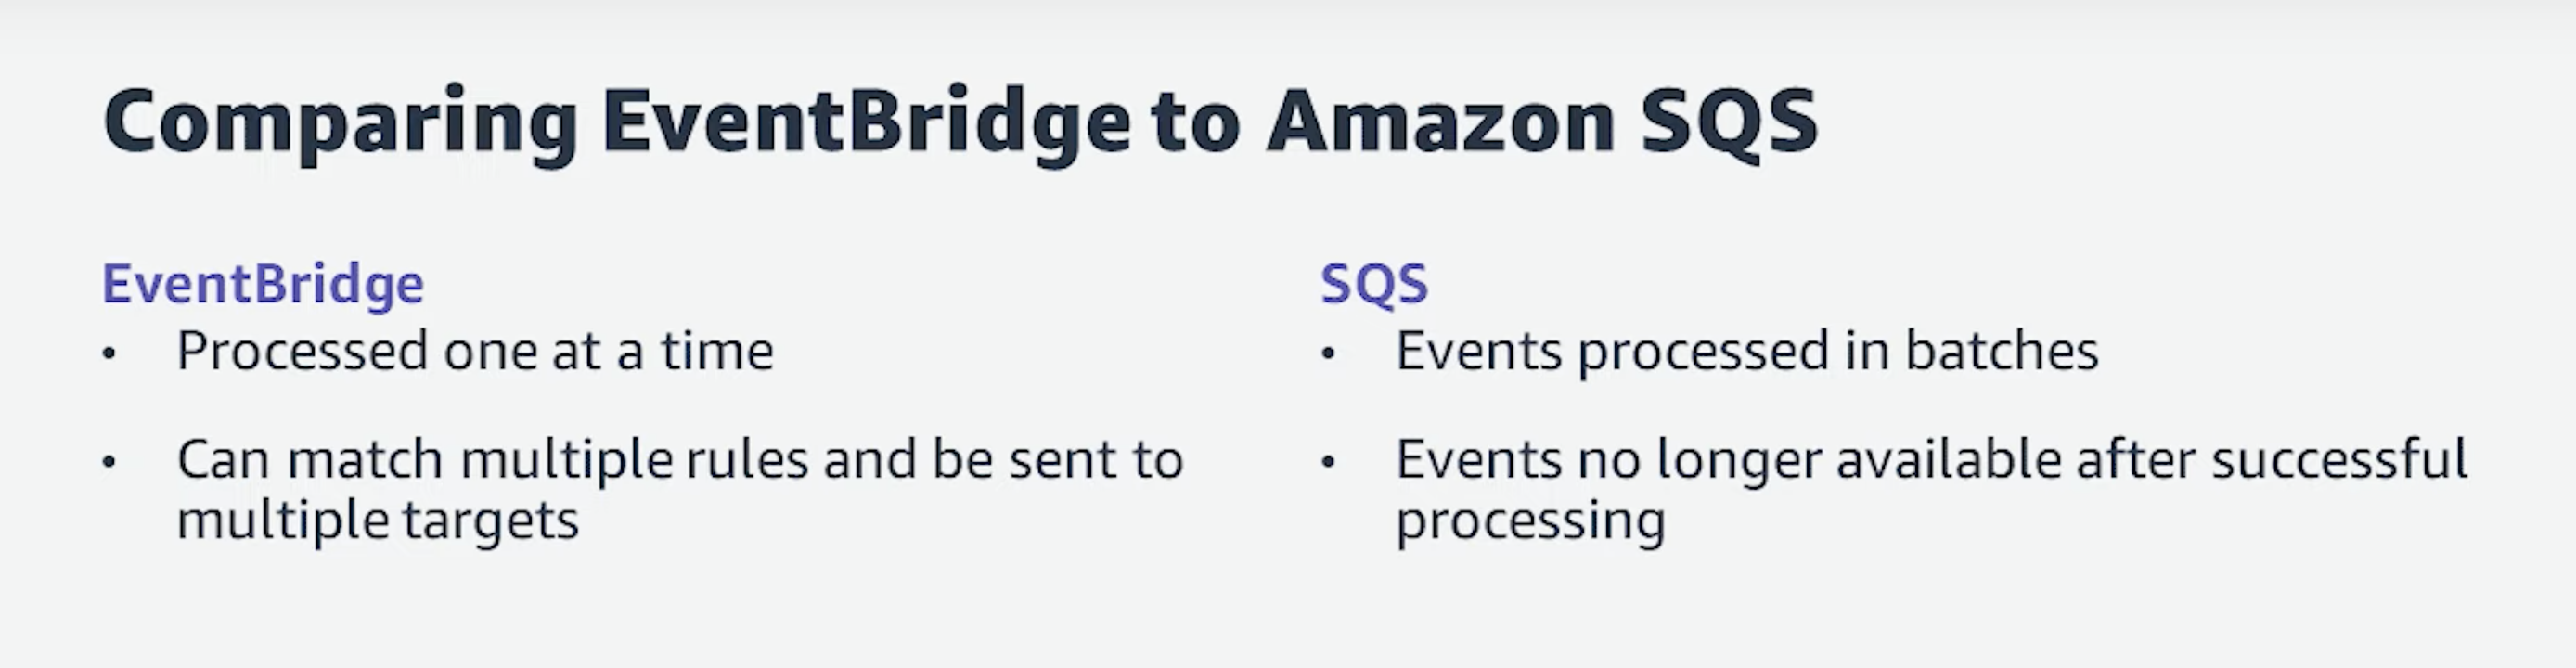 Comparing EventBridge to Amazon SQS
EventBridge
• Processed one at a time
• Can match multiple rules and be sent to
multiple targets
SQS
• Events processed in batches
• Events no longer available after successful
processing